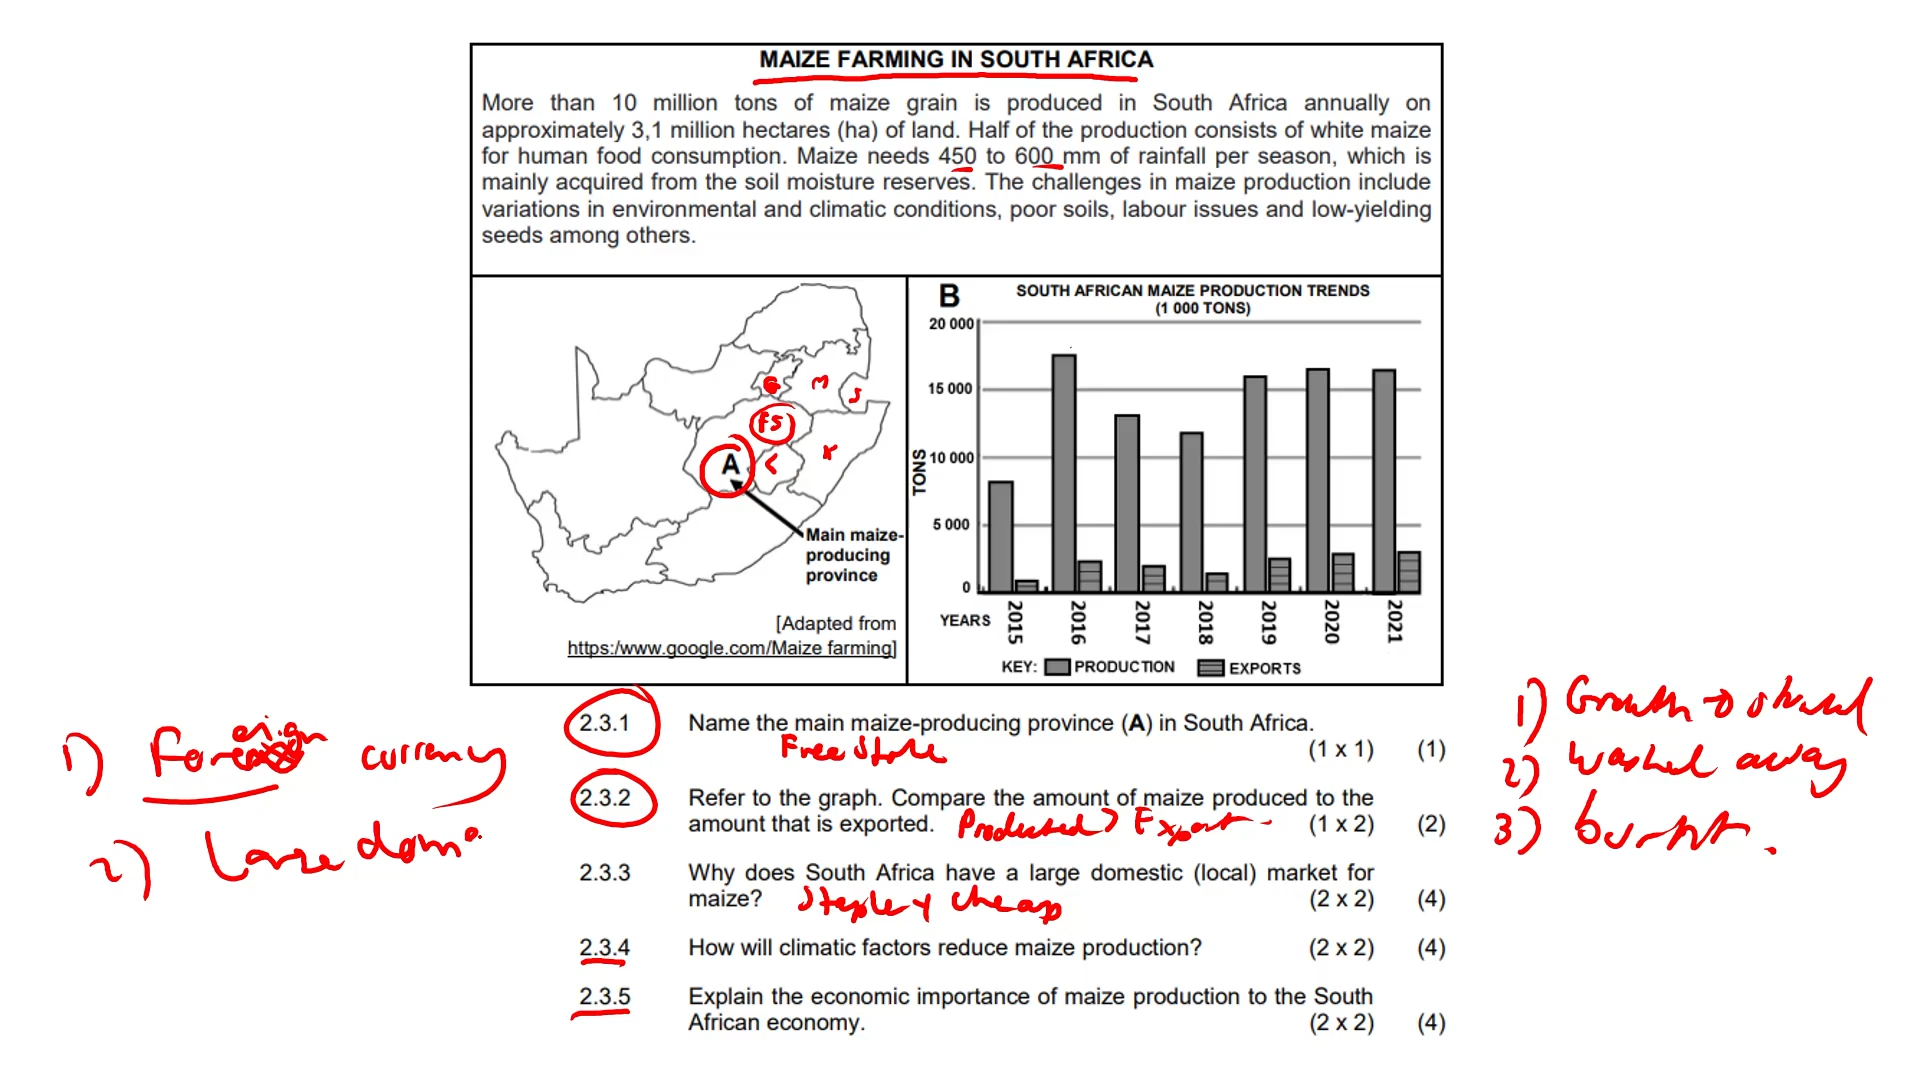 MAIZE FARMING IN SOUTH AFRICA
More than 10 million tons of maize grain is produced in South Africa annually on
approximately 3,1 million hectares (ha) of land. Half of the production consists of white maize
for human food consumption. Maize needs 450 to 600 mm of rainfall per season, which is
mainly acquired from the soil moisture reserves. The challenges in maize production include
variations in environmental and climatic conditions, poor soils, labour issues and low-yielding
seeds among others.
G M S
FS
A L K
Main maize-
producing
province
[Adapted from
https:/www.google.com/Maize farming]
B
SOUTH AFRICAN MAIZE PRODUCTION TRENDS
(1 000 TONS)
20 000
15 000
10 000
5 000
0
TONS
YEARS 2015 2016 2017 2018 2019 2020 2021
KEY: PRODUCTION EXPORTS
2.3.1 Name the main maize-producing province (A) in South Africa.
Free State (1 x 1) (1)
2.3.2 Refer to the graph. Compare the amount of maize produced to the
amount that is exported. Produced > Export. (1 x 2) (2)
2.3.3 Why does South Africa have a large domestic (local) market for
maize? Staple + cheap (2 x 2) (4)
2.3.4 How will climatic factors reduce maize production? (2 x 2) (4)
2.3.5 Explain the economic importance of maize production to the South
African economy. (2 x 2) (4)
1) Foreign currency
2) Large dom.
1) Growth → 
2) washed away
3) burnt.